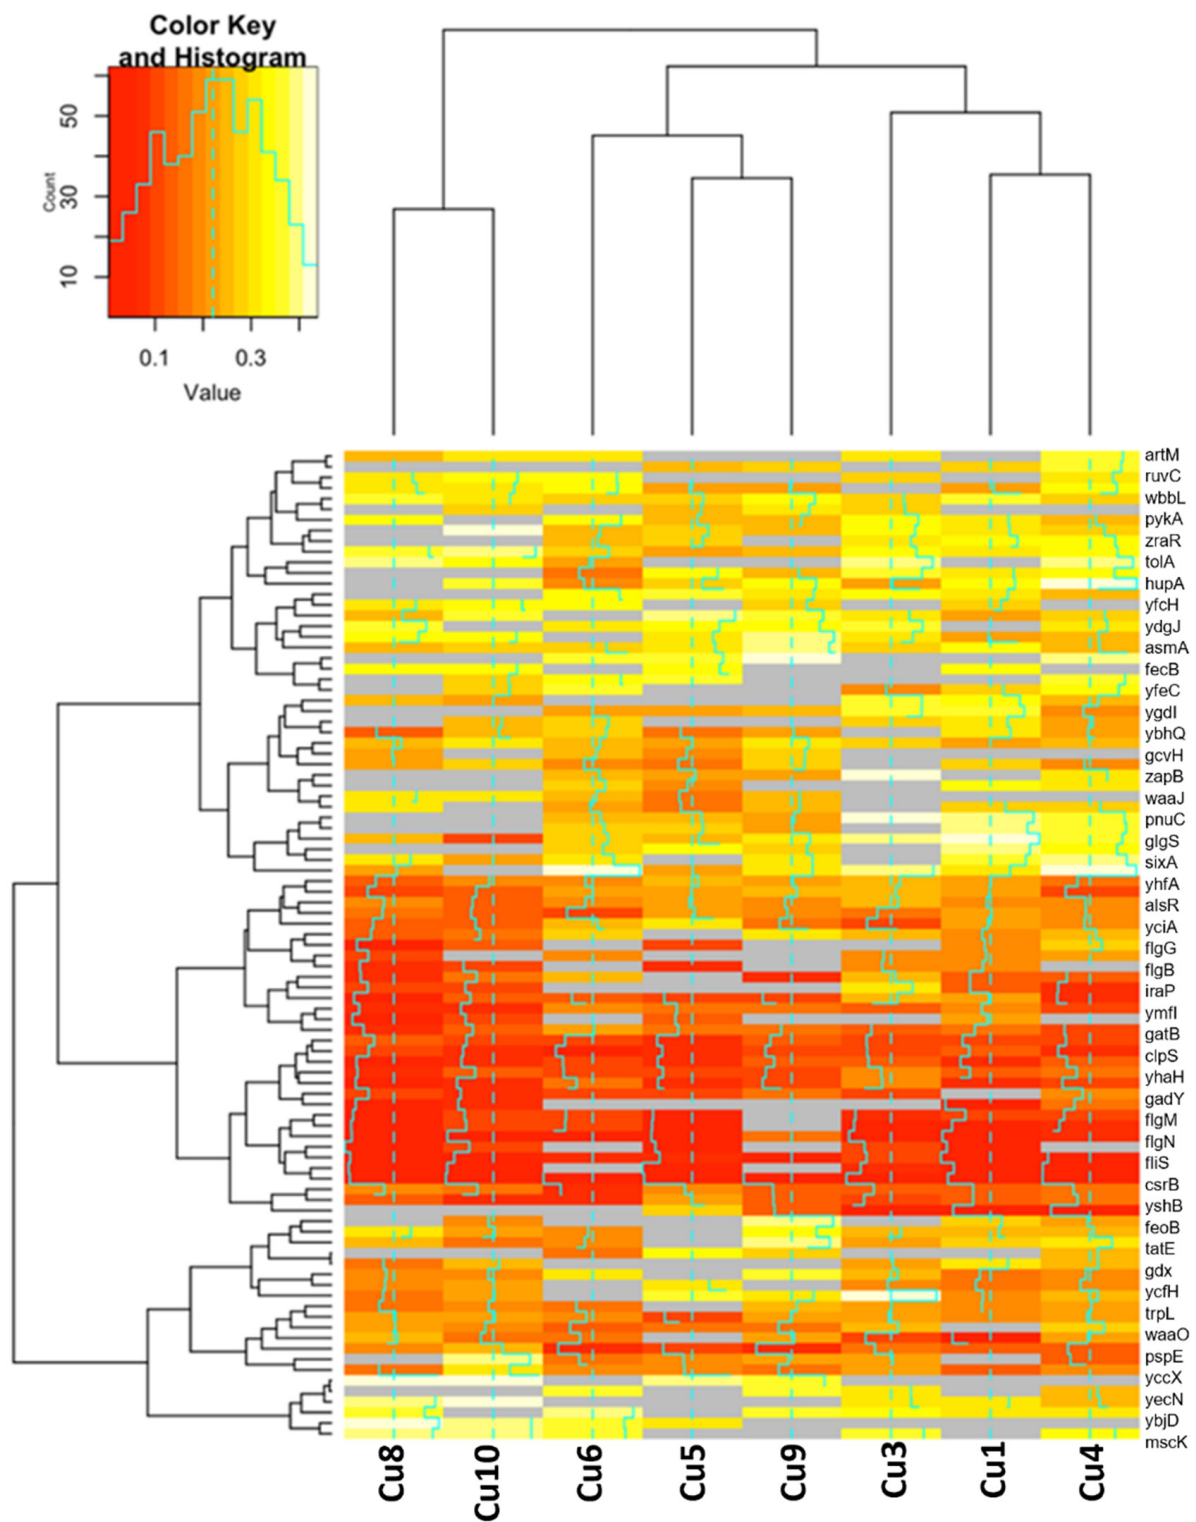 Color Key
and Histogram
50
30
10
Count
0.1 0.3
Value
artM
ruvC
wbbL
pykA
zraR
tolA
hupA
yfcH
ydgJ
asmA
fecB
yfeC
ygdI
ybhQ
gcvH
zapB
waaJ
pnuC
glgS
sixA
yhfA
alsR
yciA
flgG
flgB
iraP
ymfI
gatB
clpS
yhaH
gadY
flgM
flgN
fliS
csrB
yshB
feoB
tatE
gdx
ycfH
trpL
waaO
pspE
yccX
yecN
ybjD
mscK
Cu8 Cu10 Cu6 Cu5 Cu9 Cu3 Cu1 Cu4